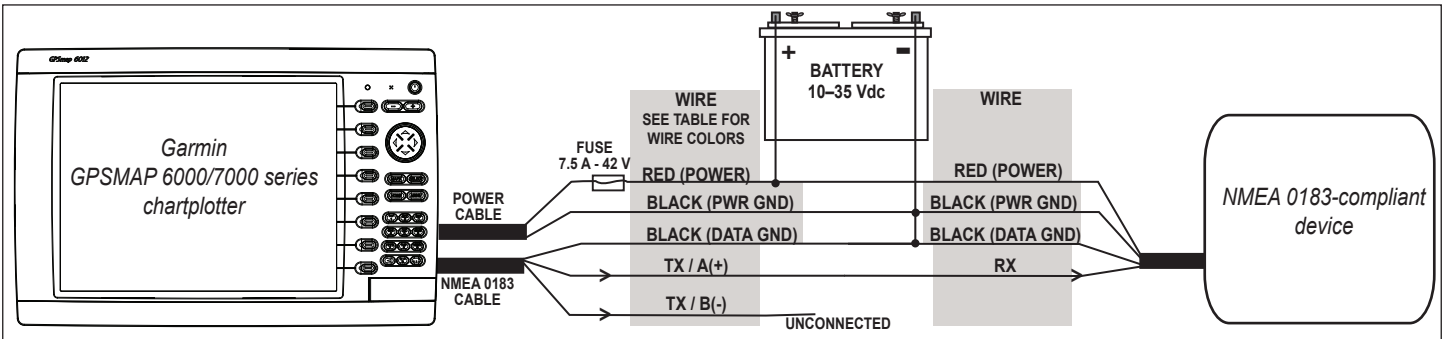 GPSmap 6012
Garmin
GPSMAP 6000/7000 series
chartplotter
POWER
CABLE
NMEA 0183
CABLE
FUSE
7.5 A - 42 V
WIRE
SEE TABLE FOR
WIRE COLORS
RED (POWER)
BLACK (PWR GND)
BLACK (DATA GND)
TX / A(+)
TX / B(-)
UNCONNECTED
+
-
BATTERY
10–35 Vdc
WIRE
RED (POWER)
BLACK (PWR GND)
BLACK (DATA GND)
RX
NMEA 0183-compliant
device